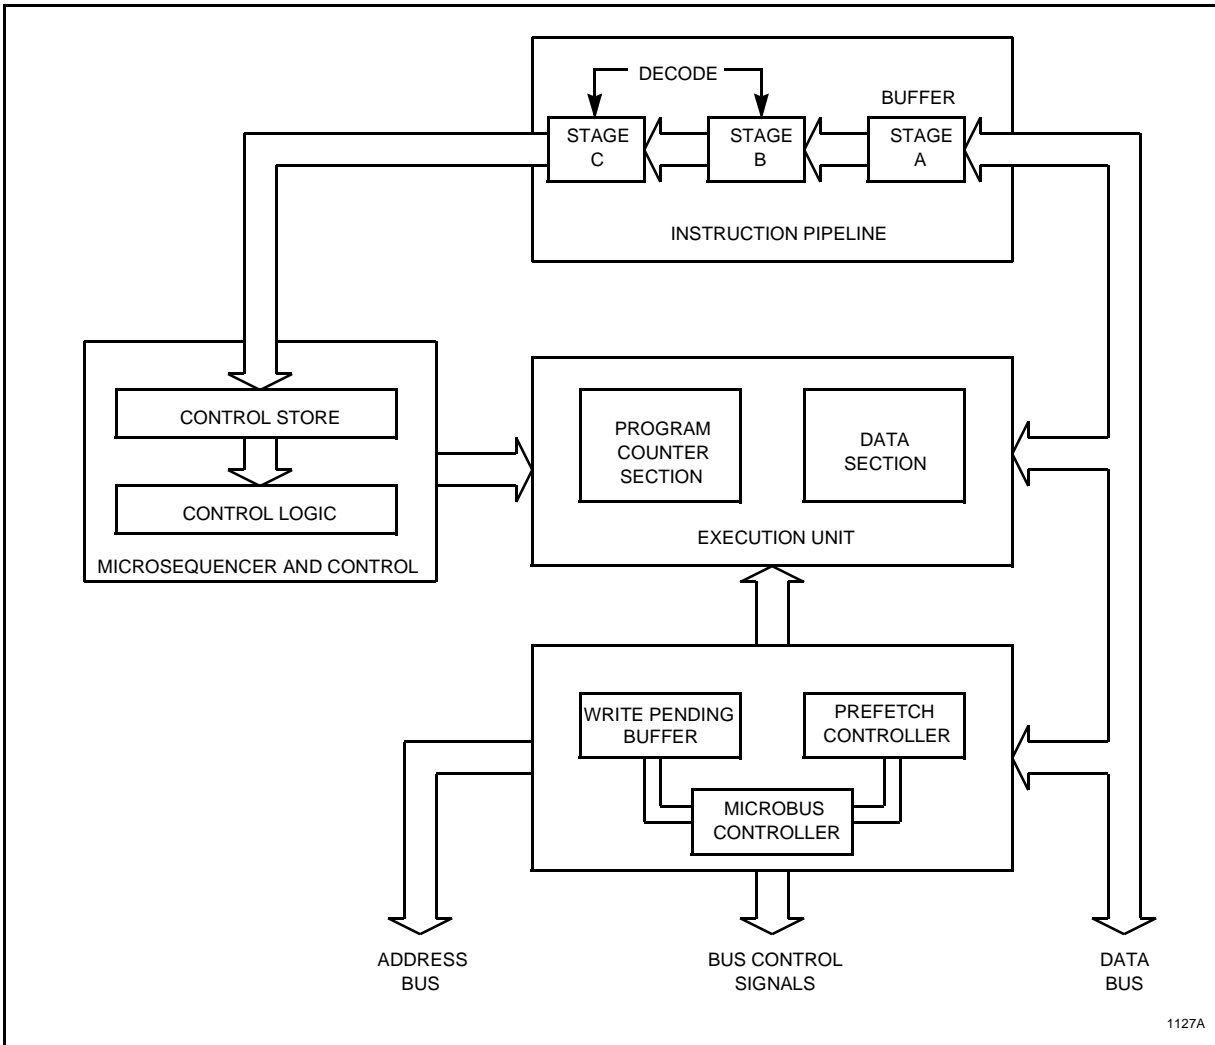 DECODE
BUFFER
STAGE
C
STAGE
B
STAGE
A
INSTRUCTION PIPELINE
CONTROL STORE
CONTROL LOGIC
MICROSEQUENCER AND CONTROL
PROGRAM
COUNTER
SECTION
DATA
SECTION
EXECUTION UNIT
WRITE PENDING
BUFFER
PREFETCH
CONTROLLER
MICROBUS
CONTROLLER
ADDRESS
BUS
BUS CONTROL
SIGNALS
DATA
BUS
1127A